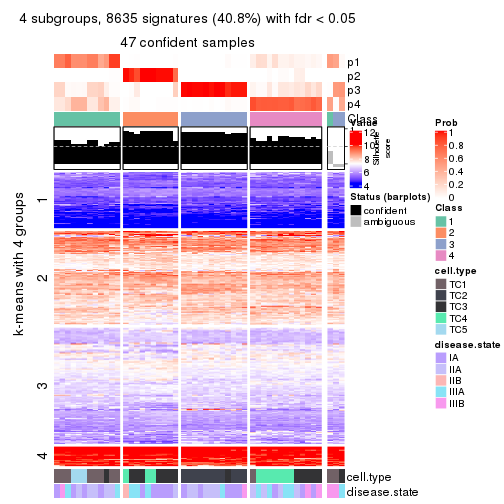 4 subgroups, 8635 signatures (40.8%) with fdr < 0.05
47 confident samples
p1
p2
p3
p4
Class
Silhouette
score
1
2
3
4
k-means with 4 groups
cell.type
disease.state
Value
12
10
8
6
4
Status (barplots)
confident
ambiguous
Prob
1
0.8
0.6
0.4
0.2
0
Class
1
2
3
4
cell.type
TC1
TC2
TC3
TC4
TC5
disease.state
IA
IIA
IIB
IIIA
IIIB